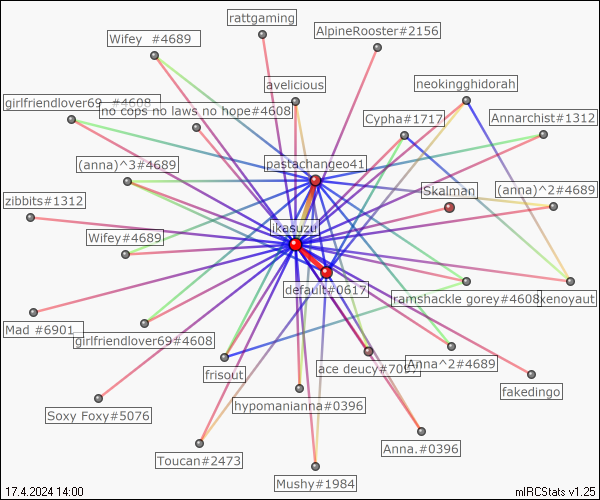 rattgaming
AlpineRooster#2156
Wifey  #4689
avelicious
neokingghidorah
girlfriendlover69  #4608
no cops no laws no hope#4608
Cypha#1717
Annarchist#1312
(anna)^3#4689
pastachangeo41
Skalman
(anna)^2#4689
zibbits#1312
Wifey#4689
ikasuzu
default#0617
ramshackle gorey#4608
kenoyaut
Mad #6901
girlfriendlover69#4608
frisout
ace deucy#7097
Anna^2#4689
fakedingo
Soxy Foxy#5076
hypomanianna#0396
Anna.#0396
Toucan#2473
Mushy#1984
17.4.2024 14:00
mIRCStats v1.25